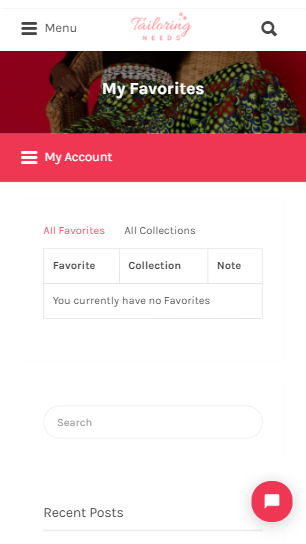 Menu
Tailoring
NEEDS
My Favorites
My Account
All Favorites All Collections
Favorite Collection Note
You currently have no Favorites
Search
Recent Posts